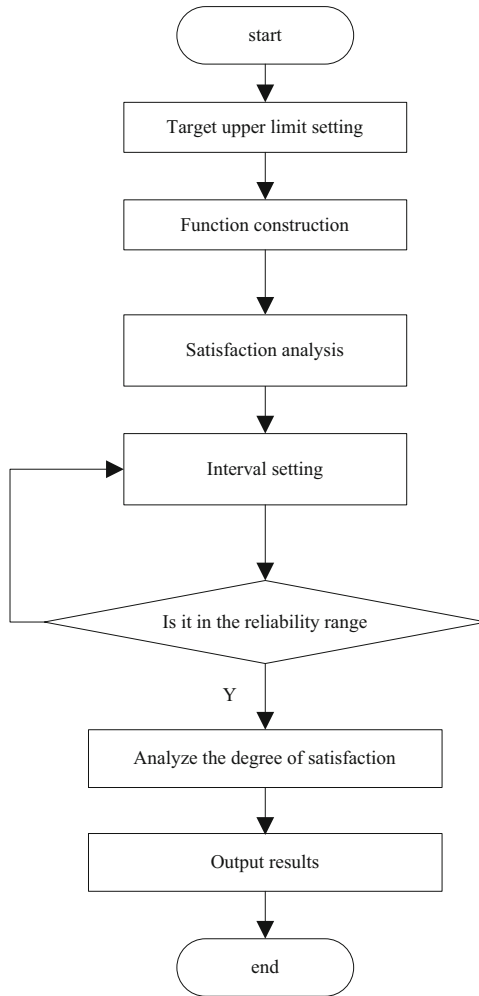 start
Target upper limit setting
Function construction
Satisfaction analysis
Interval setting
Is it in the reliability range
Y
Analyze the degree of satisfaction
Output results
end